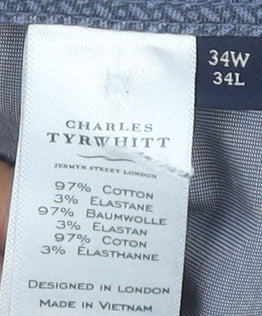 34W
34L
CHARLES
TYRWHITT
JERMYN STREET LONDON
97% COTTON
3% ELASTANE
97% BAUMWOLLE
3% ELASTAN
97% COTON
3% ÉLASTHANNE
DESIGNED IN LONDON
MADE IN VIETNAM